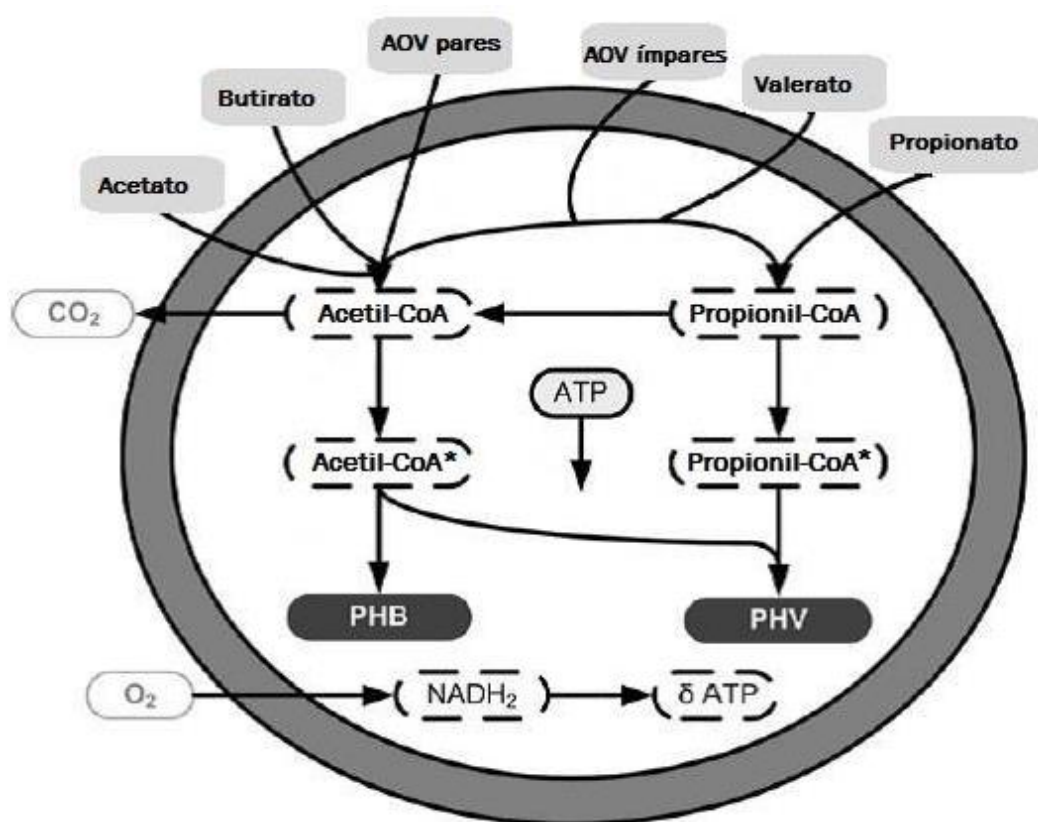 AOV pares
AOV ímpares
Butirato
Valerato
Propionato
Acetato
CO₂
Acetil-CoA
Propionil-CoA
ATP
Acetil-CoA*
Propionil-CoA*
PHB
PHV
O₂
NADH₂
δ ATP